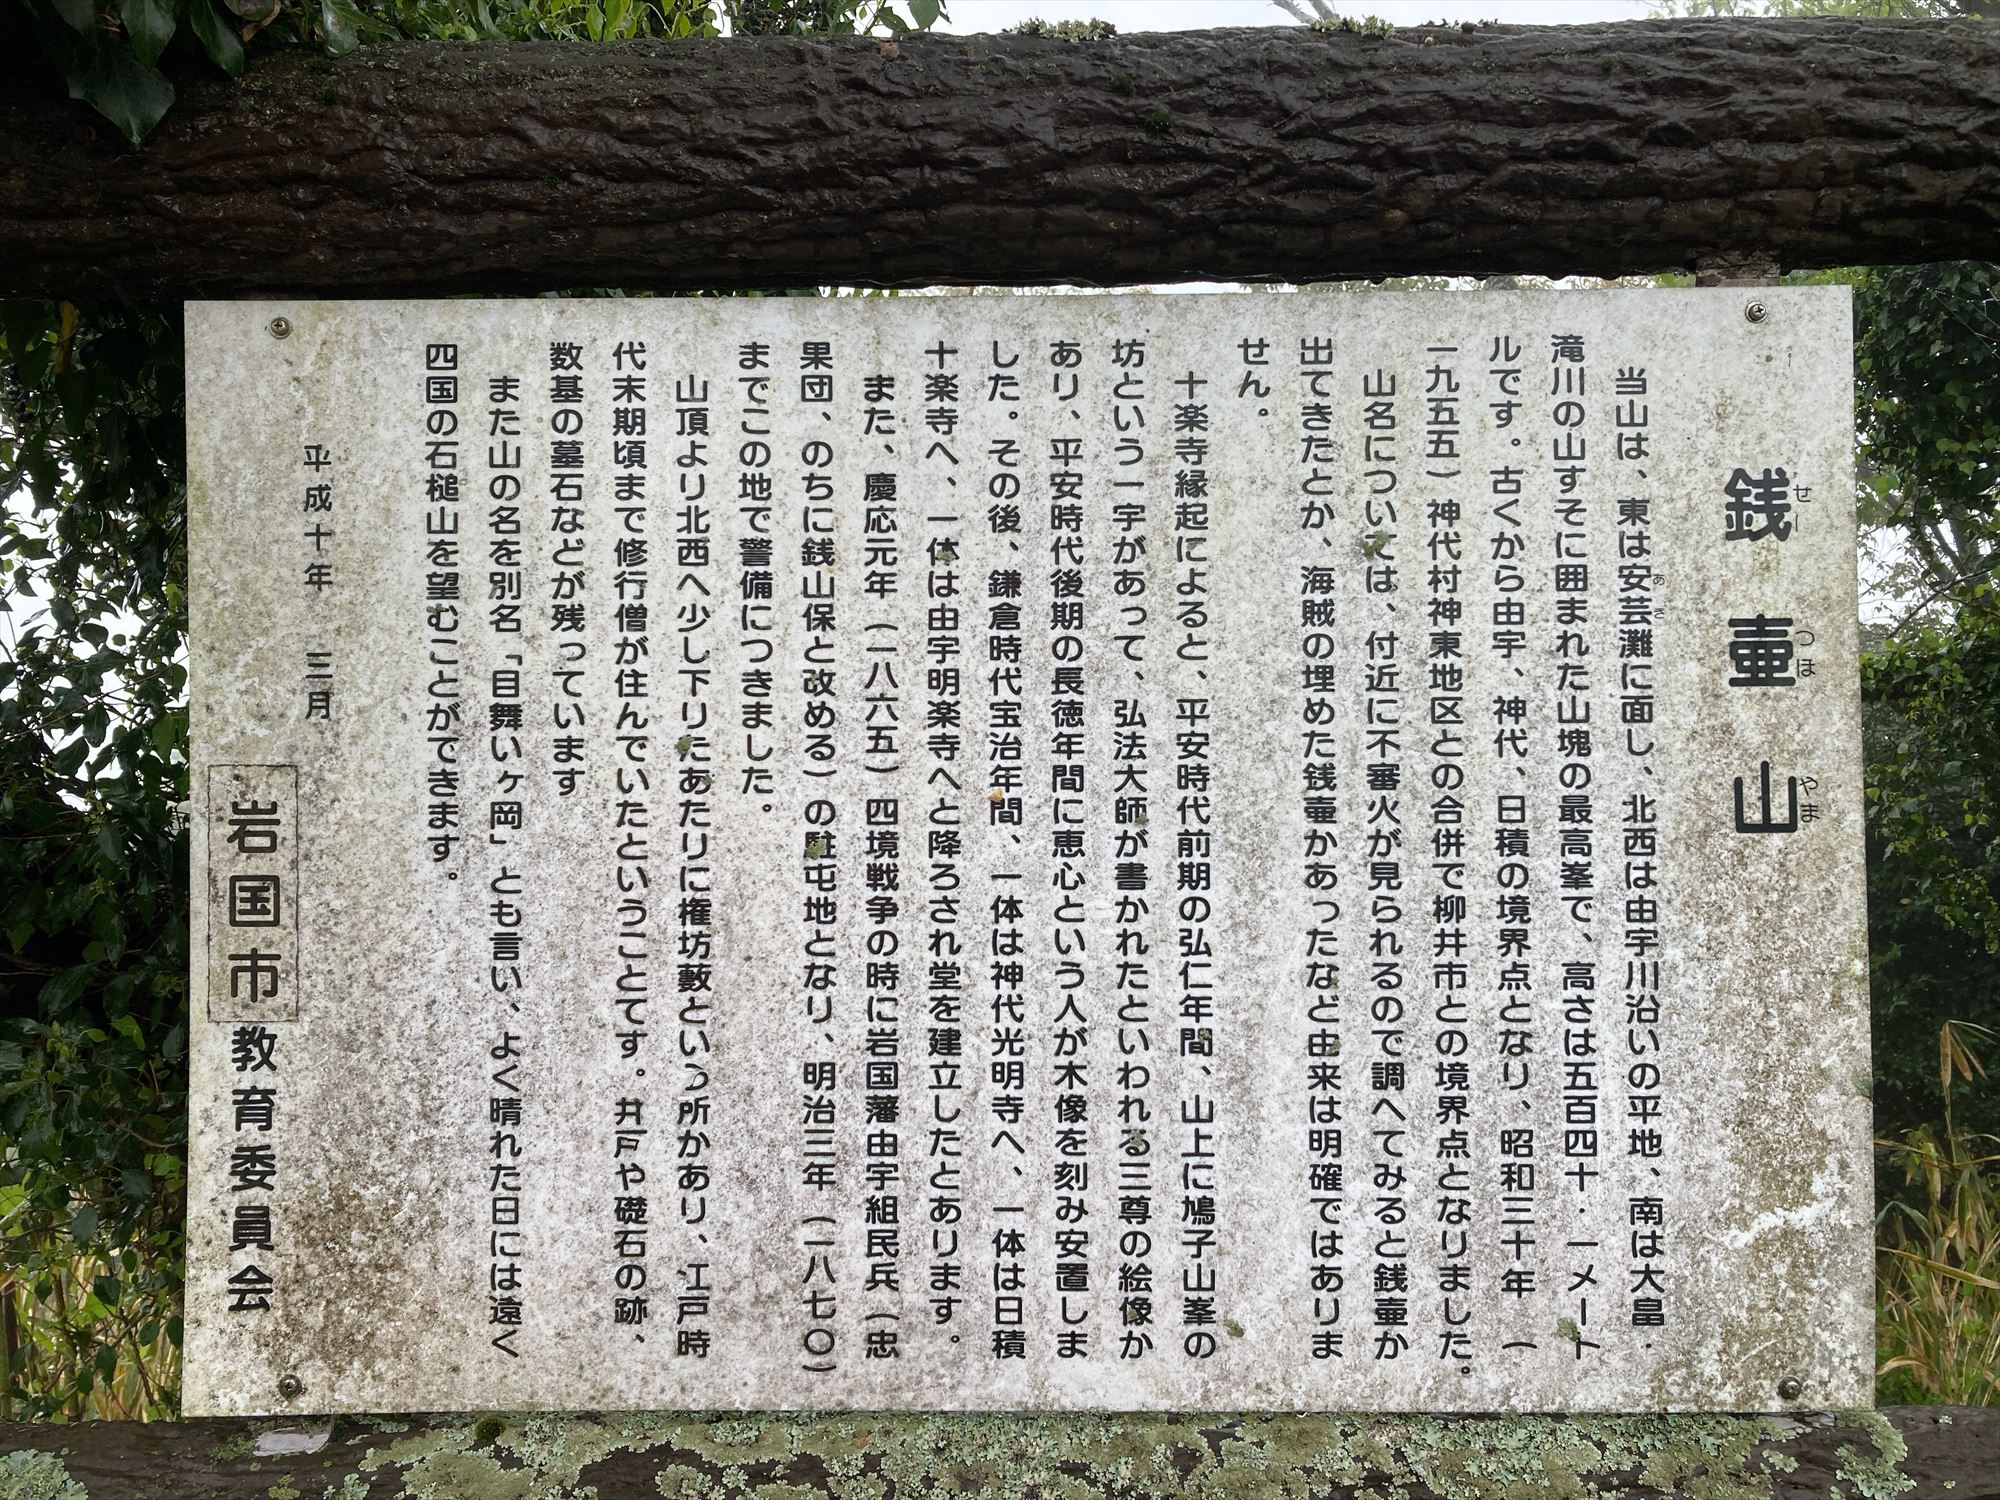 銭壷山
せに
つほ
やま
当山は、東は安芸灘に面し、北西は由宇川沿いの平地、南は大畠・
あき
滝川の山すそに囲まれた山塊の最高峯で、高さは五百四十・一メート
ルです。古くから由宇、神代、日積の境界点となり、昭和三十年（
一九五五）神代村神東地区との合併で柳井市との境界点となりました。
山名については、付近に不審火が見られるので調へてみると銭壷か
出てきたとか、海賊の埋めた銭壷かあったなど由来は明確ではありま
せん。
十楽寺縁起によると、平安時代前期の弘仁年間、山上に鳩子山峯の
坊という一宇があって、弘法大師が書かれたといわれる三尊の絵像か
あり、平安時代後期の長徳年間に恵心という人が木像を刻み安置しま
した。その後、鎌倉時代宝治年間、一体は神代光明寺へ、一体は日積
十楽寺へ、一体は由宇明楽寺へと降ろされ堂を建立したとあります。
また、慶応元年（一八六五）四境戦争の時に岩国藩由宇組民兵（忠
果団、のちに銭山保と改める）の駐屯地となり、明治三年（一八七〇）
までこの地で警備につきました。
山頂より北西へ少し下りたあたりに権坊藪という所かあり、江戸時
代末期頃まで修行僧が住んでいたということてす。井戸や礎石の跡、
数基の墓石などが残っています
また山の名を別名「目舞いヶ岡」とも言い、よく晴れた日には遠く
四国の石槌山を望むことができます。
平成十年　三月
岩国市教育委員会